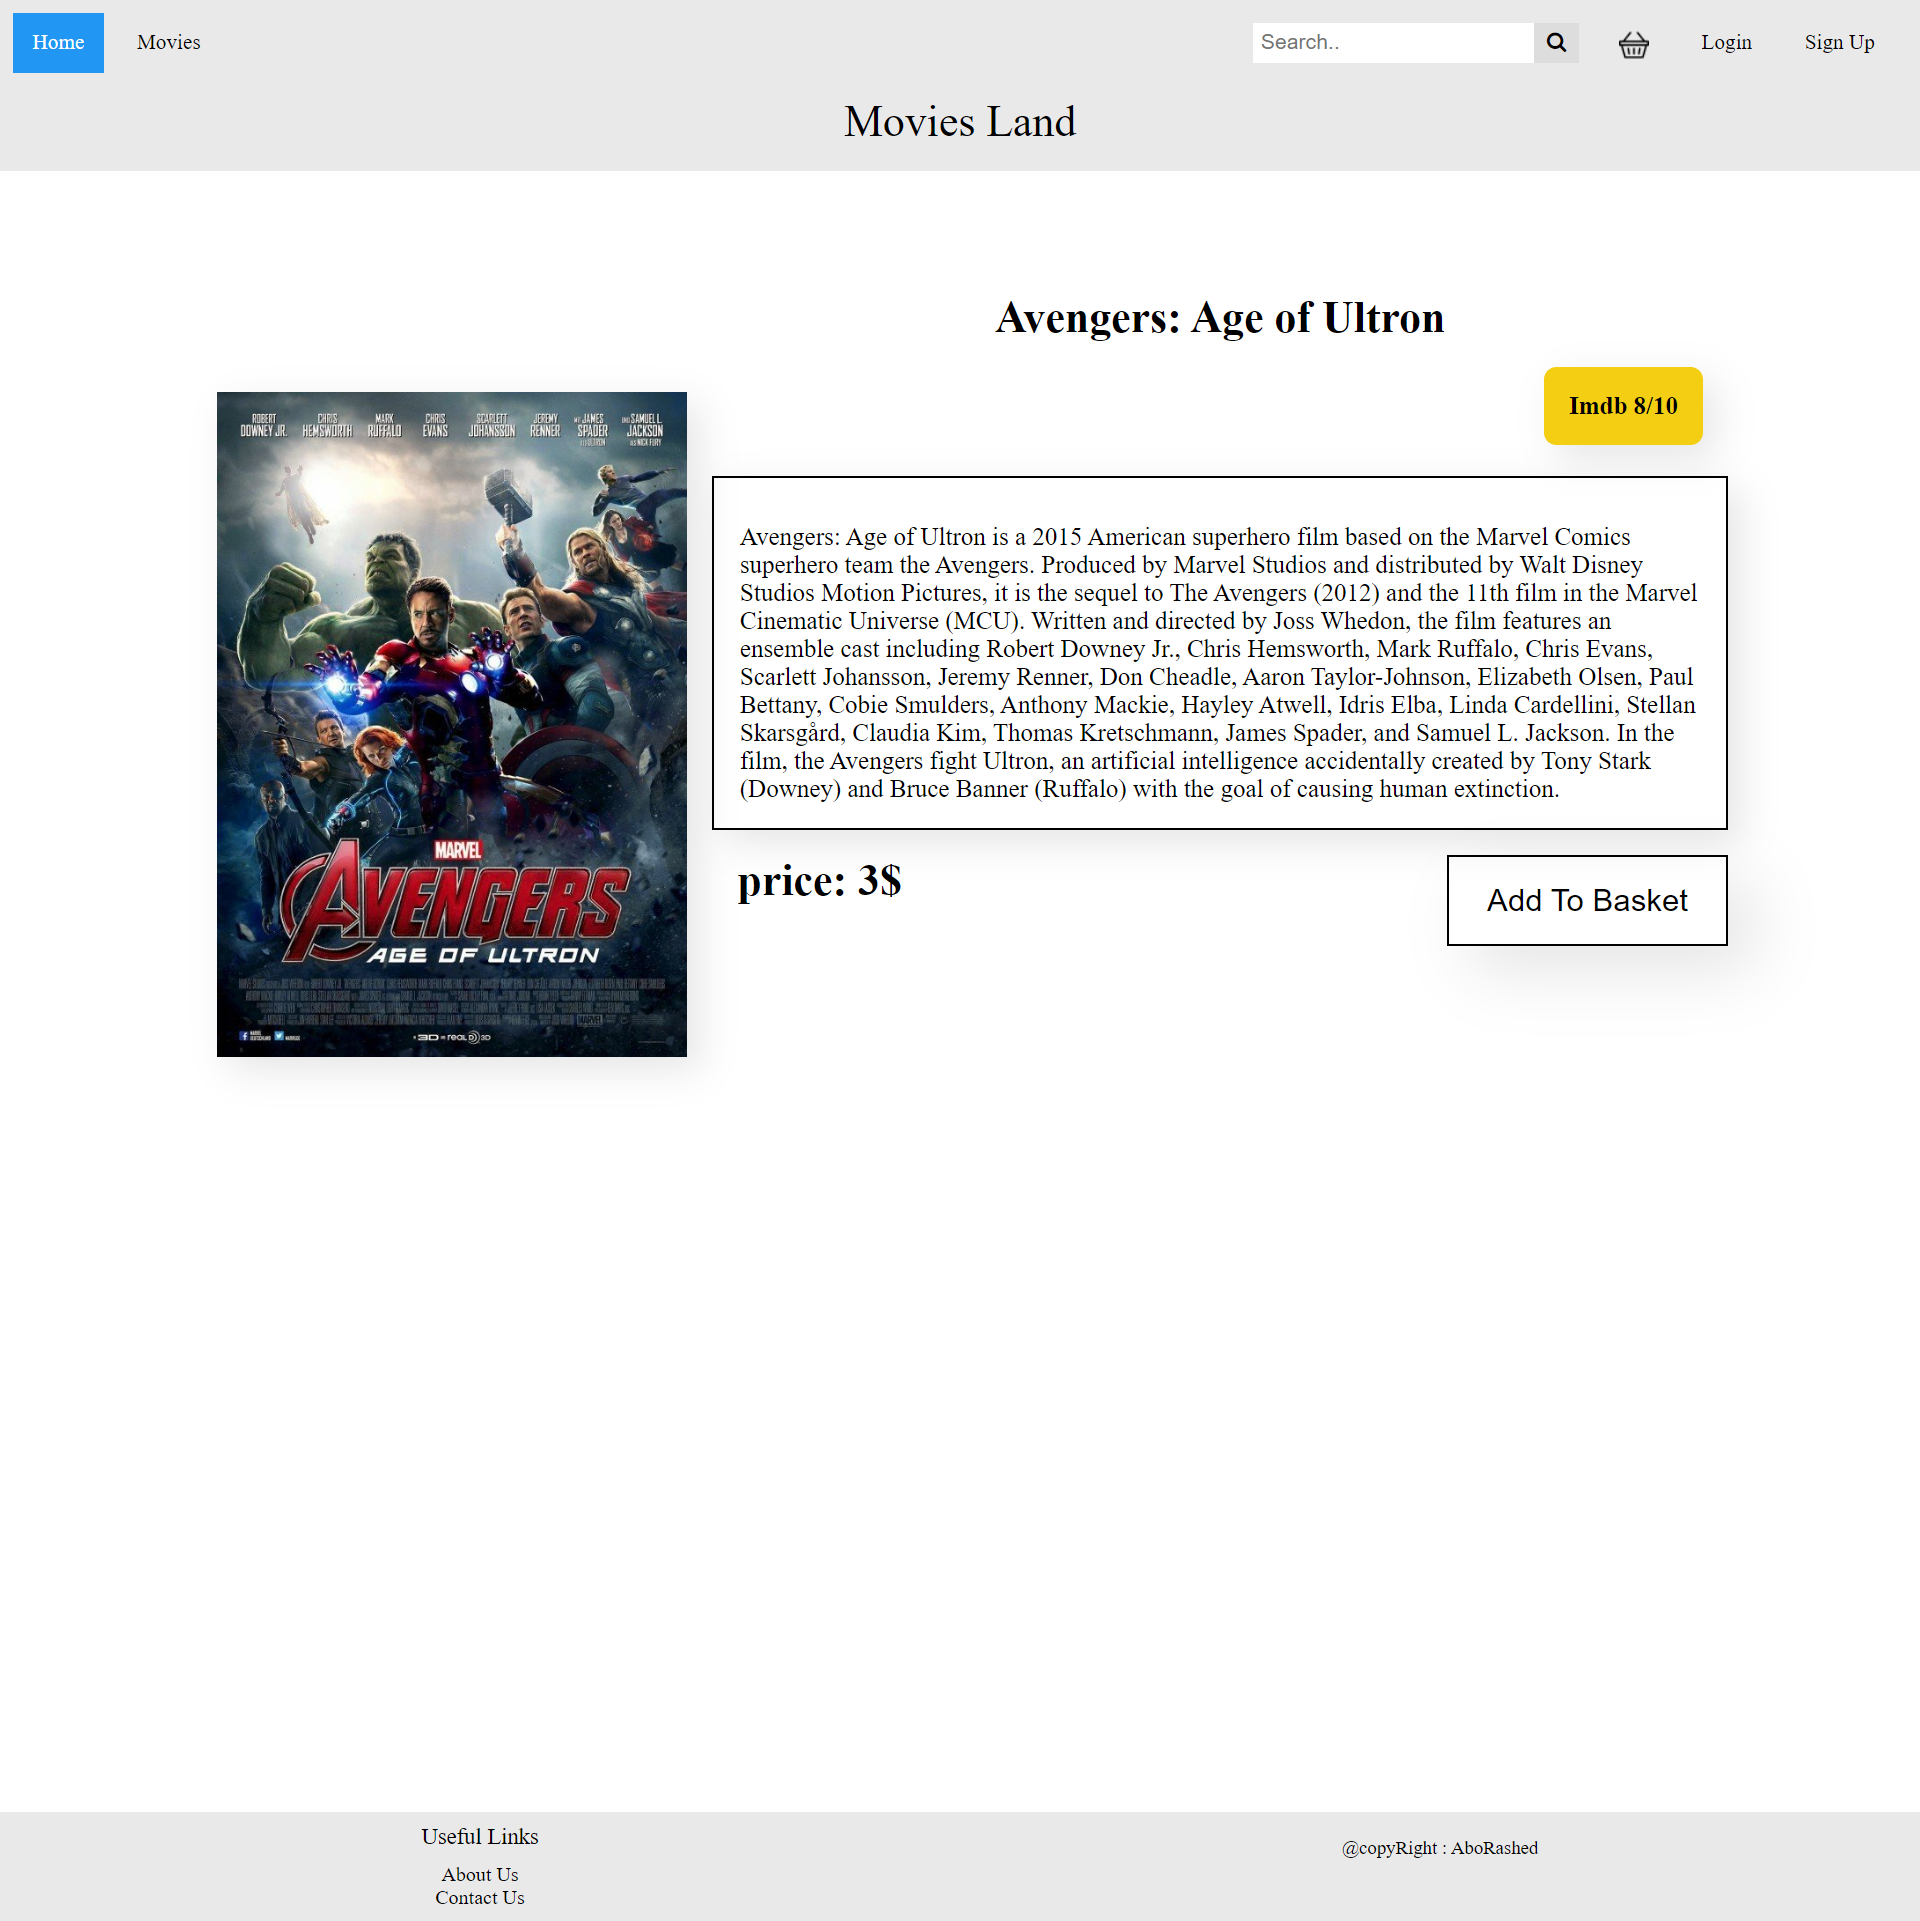 Home
Movies
Search..
Login
Sign Up
Movies Land
Avengers: Age of Ultron
Imdb 8/10
ROBERT DOWNEY JR.
CHRIS HEMSWORTH
MARK RUFFALO
CHRIS EVANS
SCARLETT JOHANSSON
JEREMY RENNER
JAMES SPADER
SAMUEL L. JACKSON
MARVEL
AVENGERS
AGE OF ULTRON
Avengers: Age of Ultron is a 2015 American superhero film based on the Marvel Comics
superhero team the Avengers. Produced by Marvel Studios and distributed by Walt Disney
Studios Motion Pictures, it is the sequel to The Avengers (2012) and the 11th film in the Marvel
Cinematic Universe (MCU). Written and directed by Joss Whedon, the film features an
ensemble cast including Robert Downey Jr., Chris Hemsworth, Mark Ruffalo, Chris Evans,
Scarlett Johansson, Jeremy Renner, Don Cheadle, Aaron Taylor-Johnson, Elizabeth Olsen, Paul
Bettany, Cobie Smulders, Anthony Mackie, Hayley Atwell, Idris Elba, Linda Cardellini, Stellan
Skarsgård, Claudia Kim, Thomas Kretschmann, James Spader, and Samuel L. Jackson. In the
film, the Avengers fight Ultron, an artificial intelligence accidentally created by Tony Stark
(Downey) and Bruce Banner (Ruffalo) with the goal of causing human extinction.
price: 3$
Add To Basket
Useful Links
About Us
Contact Us
@copyRight : AboRashed